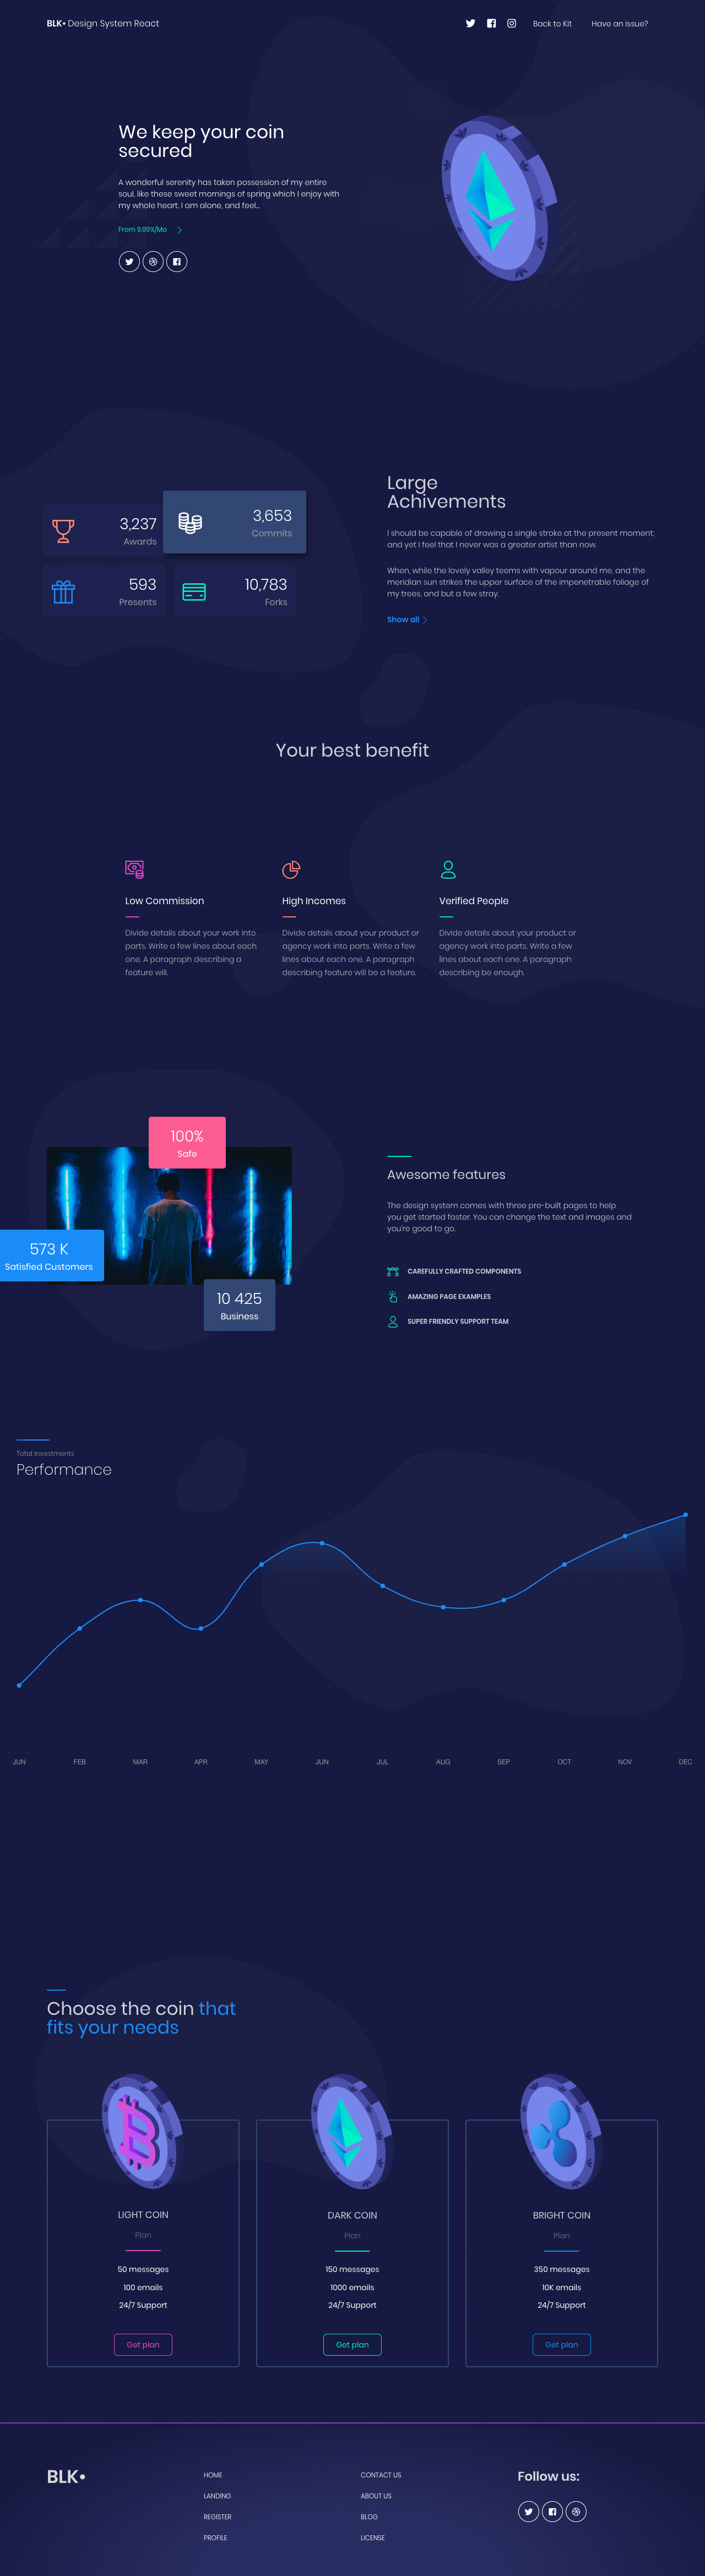 BLK• Design System React
Back to Kit
Have an issue?
We keep your coin
secured
A wonderful serenity has taken possession of my entire
soul, like these sweet mornings of spring which I enjoy with
my whole heart. I am alone, and feel...
From 9.99%/Mo
3,237
Awards
3,653
Commits
593
Presents
10,783
Forks
Large
Achivements
I should be capable of drawing a single stroke at the present moment;
and yet I feel that I never was a greater artist than now.
When, while the lovely valley teems with vapour around me, and the
meridian sun strikes the upper surface of the impenetrable foliage of
my trees, and but a few stray.
Show all
Your best benefit
Low Commission
Divide details about your work into
parts. Write a few lines about each
one. A paragraph describing a
feature will.
High Incomes
Divide details about your product or
agency work into parts. Write a few
lines about each one. A paragraph
describing feature will be a feature.
Verified People
Divide details about your product or
agency work into parts. Write a few
lines about each one. A paragraph
describing be enough.
100%
Safe
573 K
Satisfied Customers
10 425
Business
Awesome features
The design system comes with three pre-built pages to help
you get started faster. You can change the text and images and
you're good to go.
CAREFULLY CRAFTED COMPONENTS
AMAZING PAGE EXAMPLES
SUPER FRIENDLY SUPPORT TEAM
Total Investments
Performance
JUN FEB MAR APR MAY JUN JUL AUG SEP OCT NOV DEC
Choose the coin that
fits your needs
LIGHT COIN
Plan
50 messages
100 emails
24/7 Support
Get plan
DARK COIN
Plan
150 messages
1000 emails
24/7 Support
Get plan
BRIGHT COIN
Plan
350 messages
10K emails
24/7 Support
Get plan
BLK•
HOME
LANDING
REGISTER
PROFILE
CONTACT US
ABOUT US
BLOG
LICENSE
Follow us: